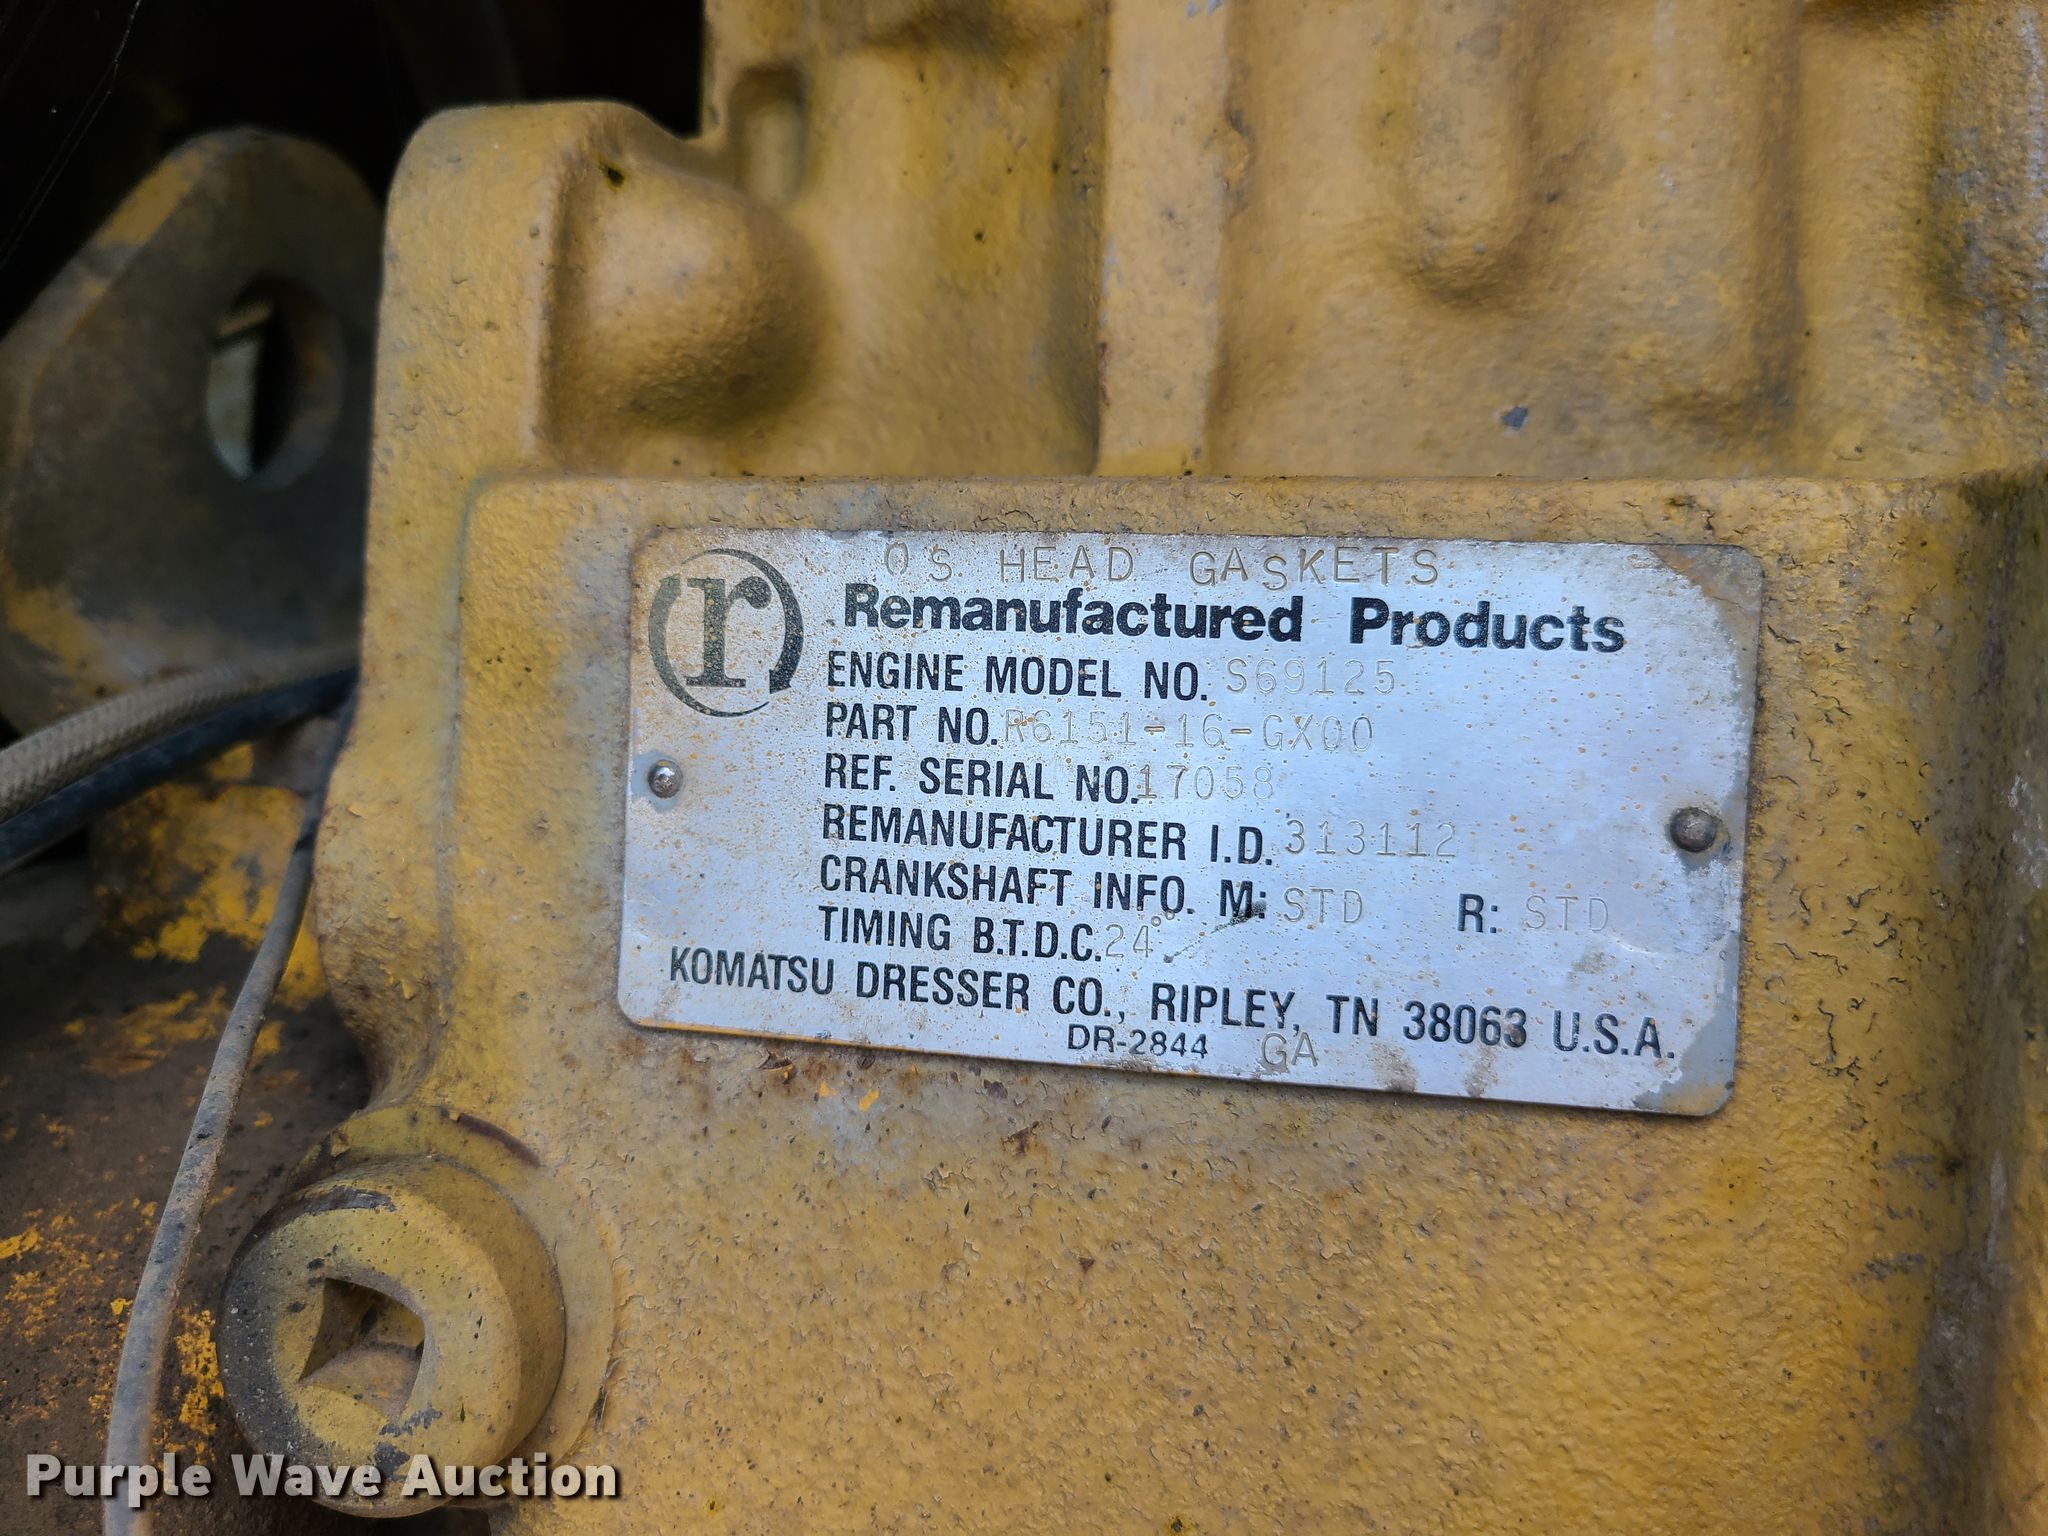 OS HEAD GASKETS
r Remanufactured Products
ENGINE MODEL NO. S69125
PART NO. R6151-16-GX00
REF. SERIAL NO. 17058
REMANUFACTURER I.D. 313112
CRANKSHAFT INFO. M: STD R: STD
TIMING B.T.D.C. 24°
KOMATSU DRESSER CO., RIPLEY, TN 38063 U.S.A.
DR-2844 GA
Purple Wave Auction